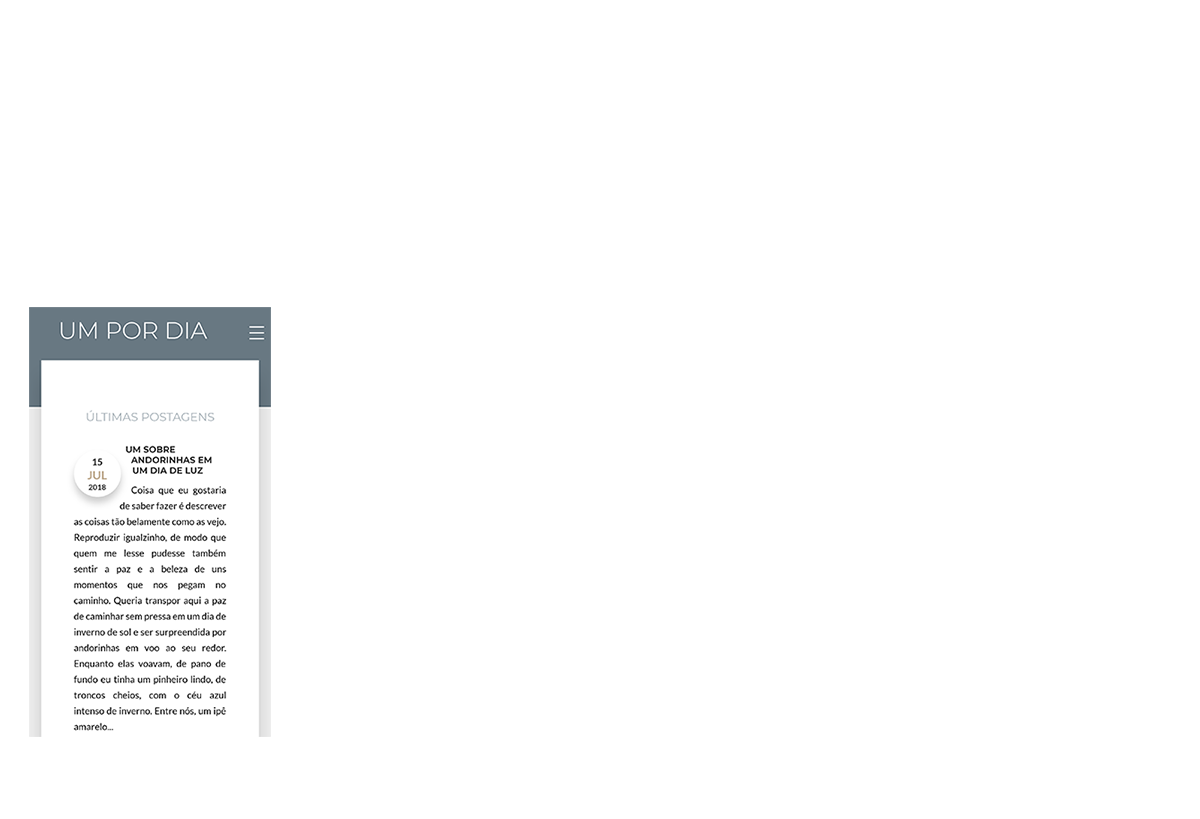 UM POR DIA
ÚLTIMAS POSTAGENS
15
JUL
2018
UM SOBRE
ANDORINHAS EM
UM DIA DE LUZ
Coisa que eu gostaria
de saber fazer é descrever
as coisas tão belamente como as vejo.
Reproduzir igualzinho, de modo que
quem me lesse pudesse também
sentir a paz e a beleza de uns
momentos que nos pegam no
caminho. Queria transpor aqui a paz
de caminhar sem pressa em um dia de
inverno de sol e ser surpreendida por
andorinhas em voo ao seu redor.
Enquanto elas voavam, de pano de
fundo eu tinha um pinheiro lindo, de
troncos cheios, com o céu azul
intenso de inverno. Entre nós, um ipê
amarelo...